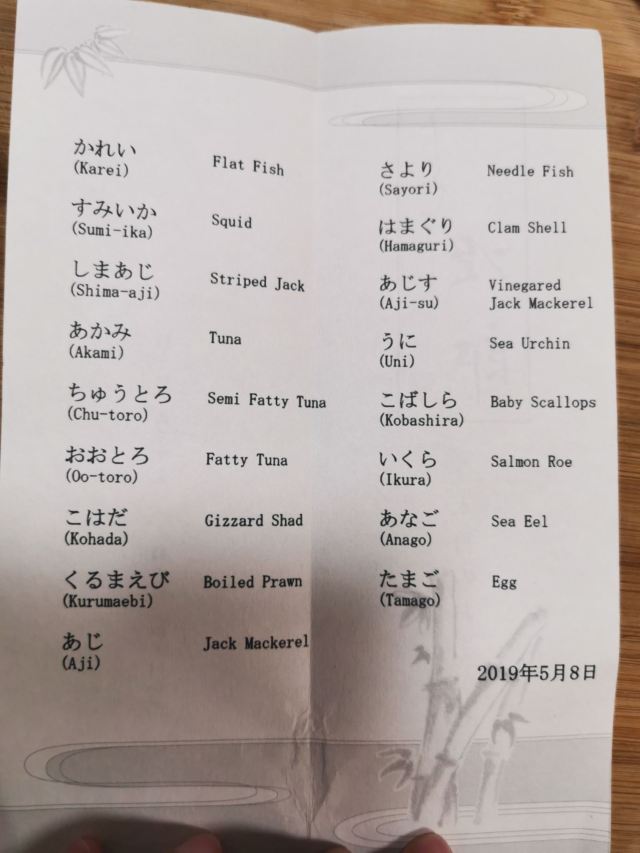 かれい Flat Fish
(Karei)
すみいか Squid
(Sumi-ika)
しまあじ Striped Jack
(Shima-aji)
あかみ Tuna
(Akami)
ちゅうとろ Semi Fatty Tuna
(Chu-toro)
おおとろ Fatty Tuna
(Oo-toro)
こはだ Gizzard Shad
(Kohada)
くるまえび Boiled Prawn
(Kurumaebi)
あじ Jack Mackerel
(Aji)
さより Needle Fish
(Sayori)
はまぐり Clam Shell
(Hamaguri)
あじす Vinegared
(Aji-su) Jack Mackerel
うに Sea Urchin
(Uni)
こばしら Baby Scallops
(Kobashira)
いくら Salmon Roe
(Ikura)
あなご Sea Eel
(Anago)
たまご Egg
(Tamago)
2019年5月8日